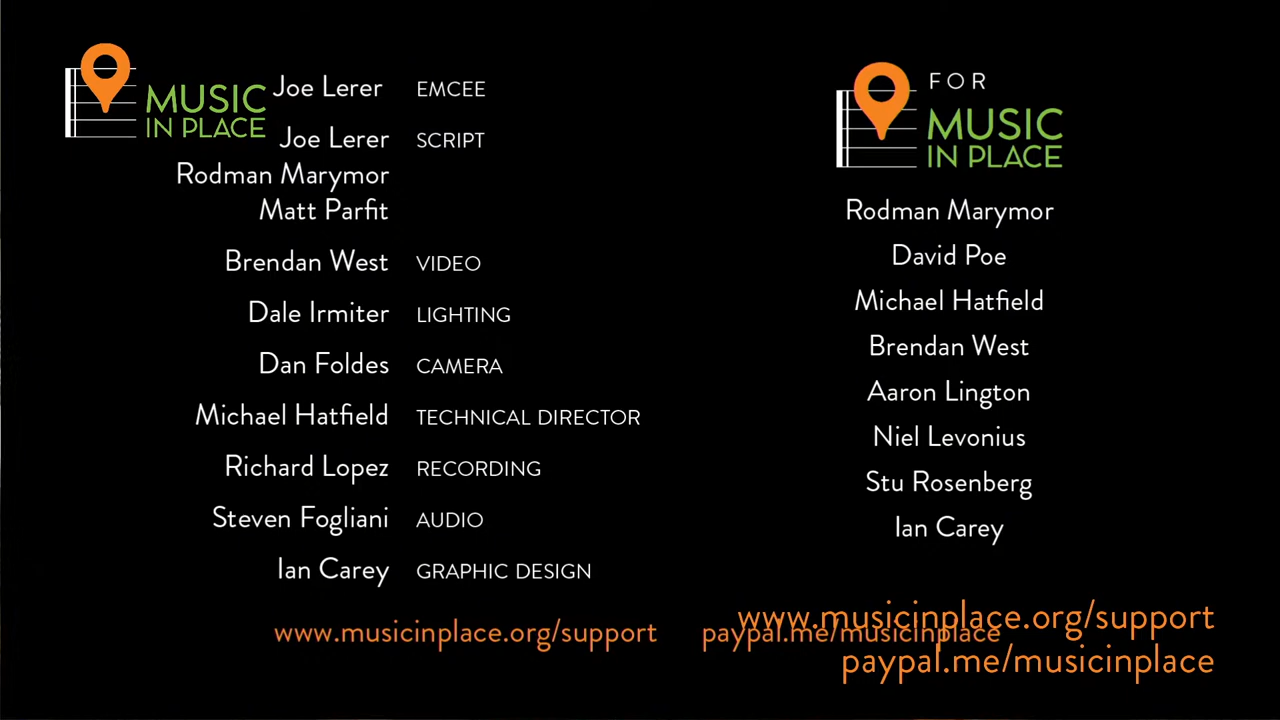 MUSIC
IN PLACE
Joe Lerer EMCEE
Joe Lerer SCRIPT
Rodman Marymor
Matt Parfit
Brendan West VIDEO
Dale Irmiter LIGHTING
Dan Foldes CAMERA
Michael Hatfield TECHNICAL DIRECTOR
Richard Lopez RECORDING
Steven Fogliani AUDIO
Ian Carey GRAPHIC DESIGN
www.musicinplace.org/support paypal.me/musicinplace
FOR
MUSIC
IN PLACE
Rodman Marymor
David Poe
Michael Hatfield
Brendan West
Aaron Lington
Niel Levonius
Stu Rosenberg
Ian Carey
www.musicinplace.org/support
paypal.me/musicinplace